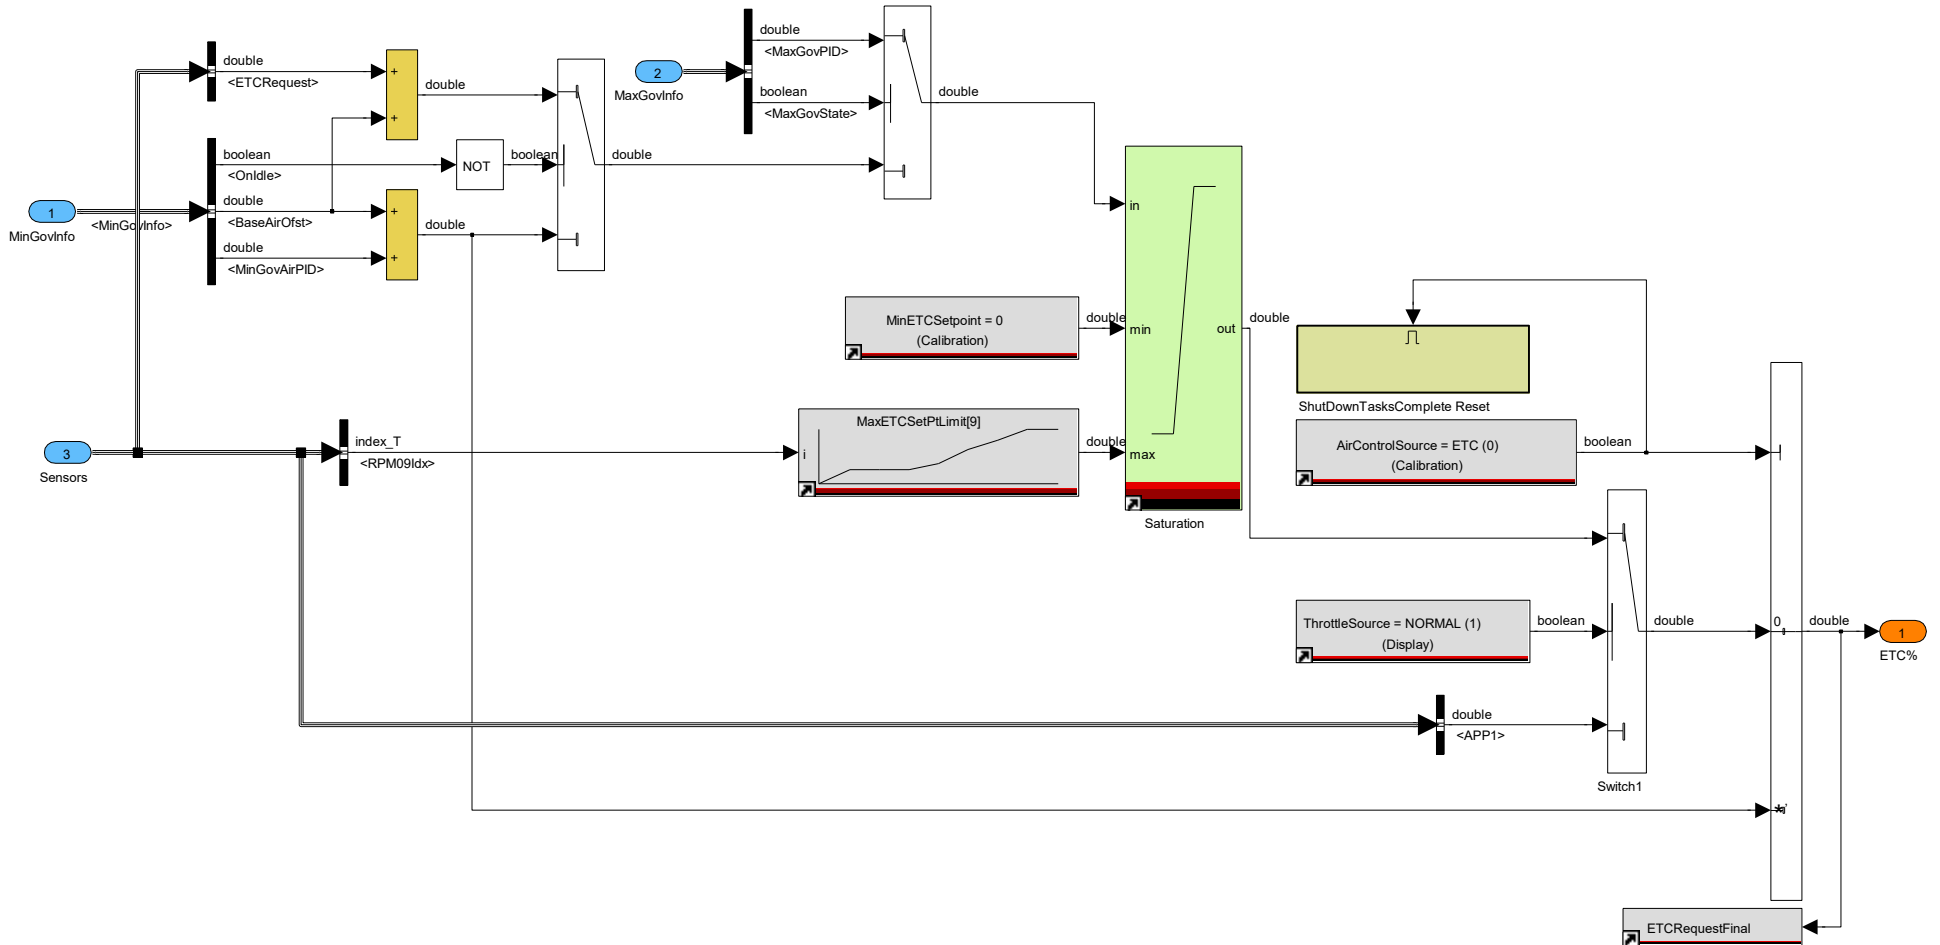 double
<ETCRequest>
+
+
double
boolean
<OnIdle>
NOT
boolean
double
<BaseAirOfst>
double
<MinGovAirPID>
+
+
double
1
MinGovInfo
<MinGovInfo>
double
2
MaxGovInfo
double
<MaxGovPID>
boolean
<MaxGovState>
double
in
min
max
out
Saturation
double
MinETCSetpoint = 0
(Calibration)
double
3
Sensors
index_T
<RPM09Idx>
MaxETCSetPtLimit[9]
i
double
ShutDownTasksComplete Reset
AirControlSource = ETC (0)
(Calibration)
boolean
ThrottleSource = NORMAL (1)
(Display)
boolean
double
<APP1>
Switch1
double
0
*
double
1
ETC%
ETCRequestFinal